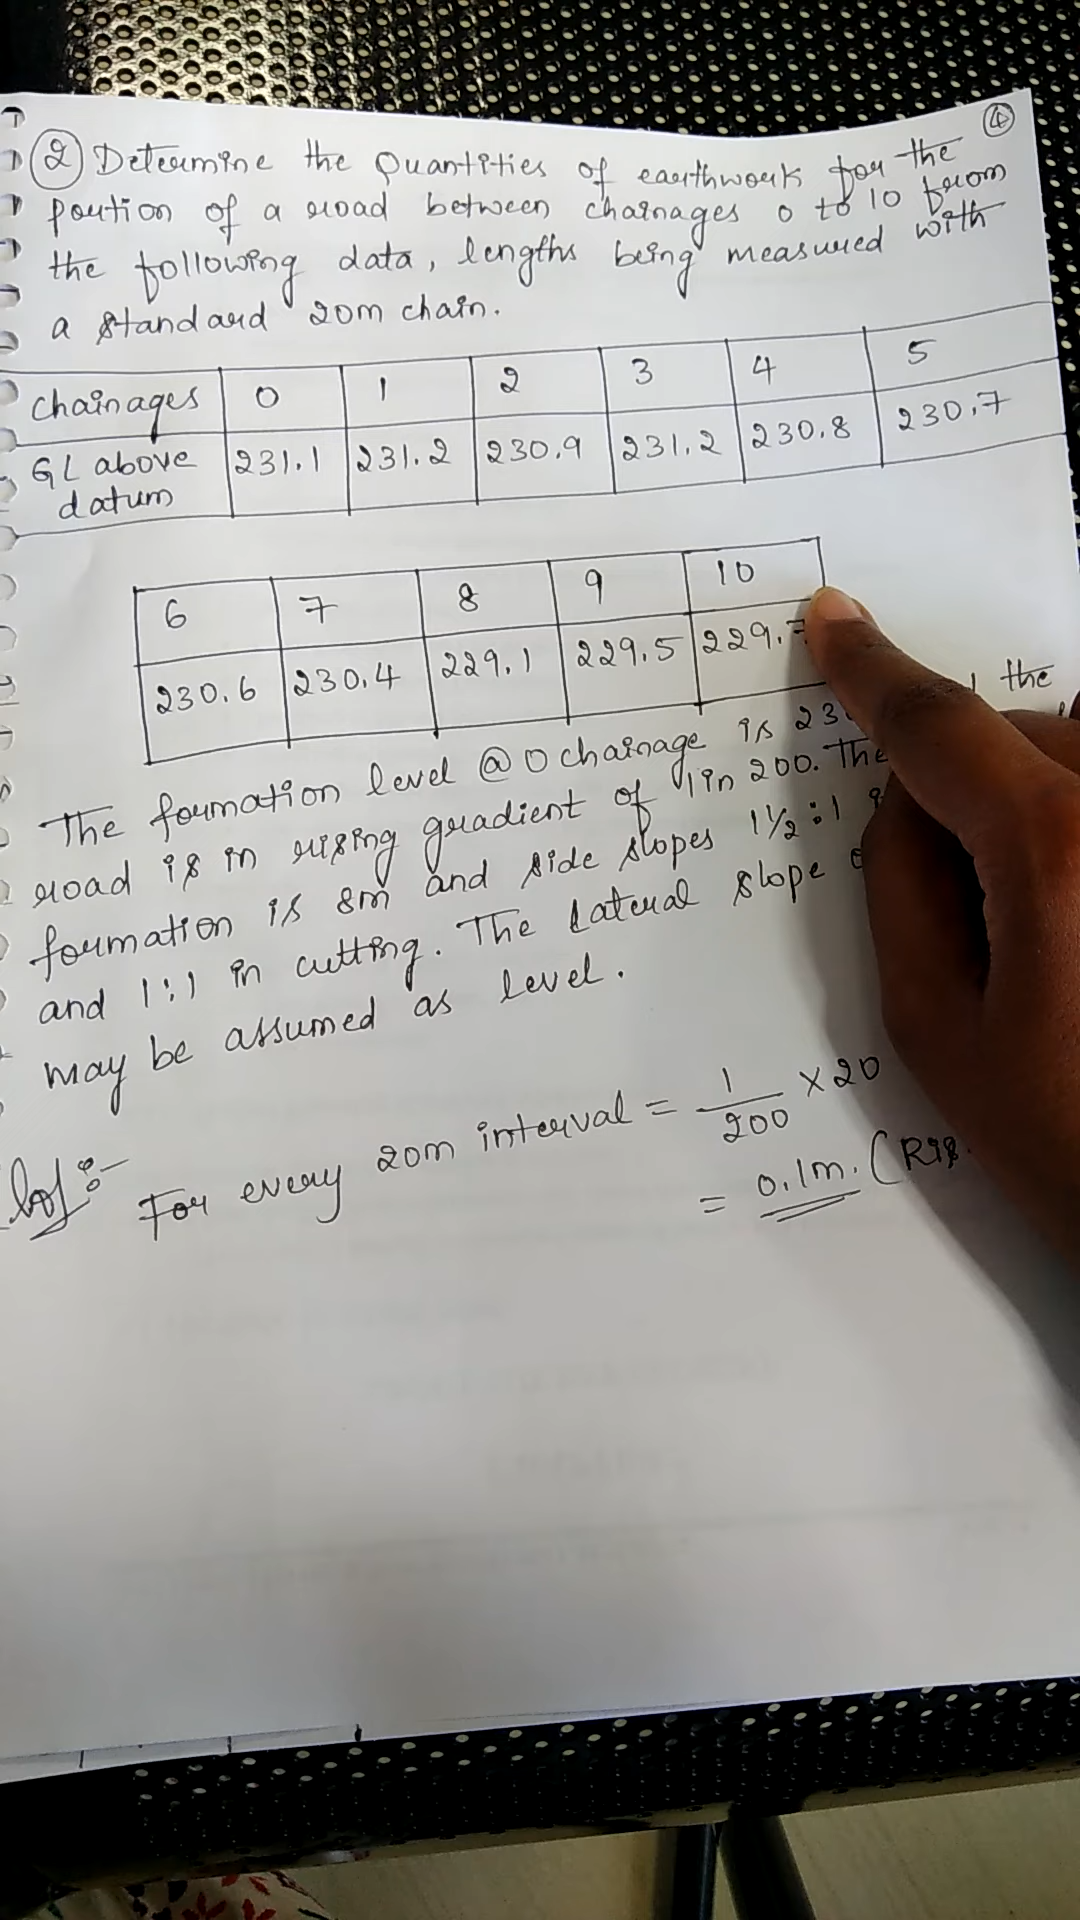 ④
② Determine the Quantities of earthwork for the
portion of a road between chainages 0 to 10 from
the following data, lengths being measured with
a standard 20m chain.
Chainages 0 1 2 3 4 5
GL above datum 231.1 231.2 230.9 231.2 230.8 230.7
6 7 8 9 10
230.6 230.4 229.1 229.5 229.7
The formation level @ 0 chainage is the
road is in rising gradient of 1 in 200. The
formation is 8m and side slopes 1½:1
and 1:1 in cutting. The Lateral slope
may be assumed as level.
Sol:-
For every 20m interval = 1/200 × 20
= 0.1m.